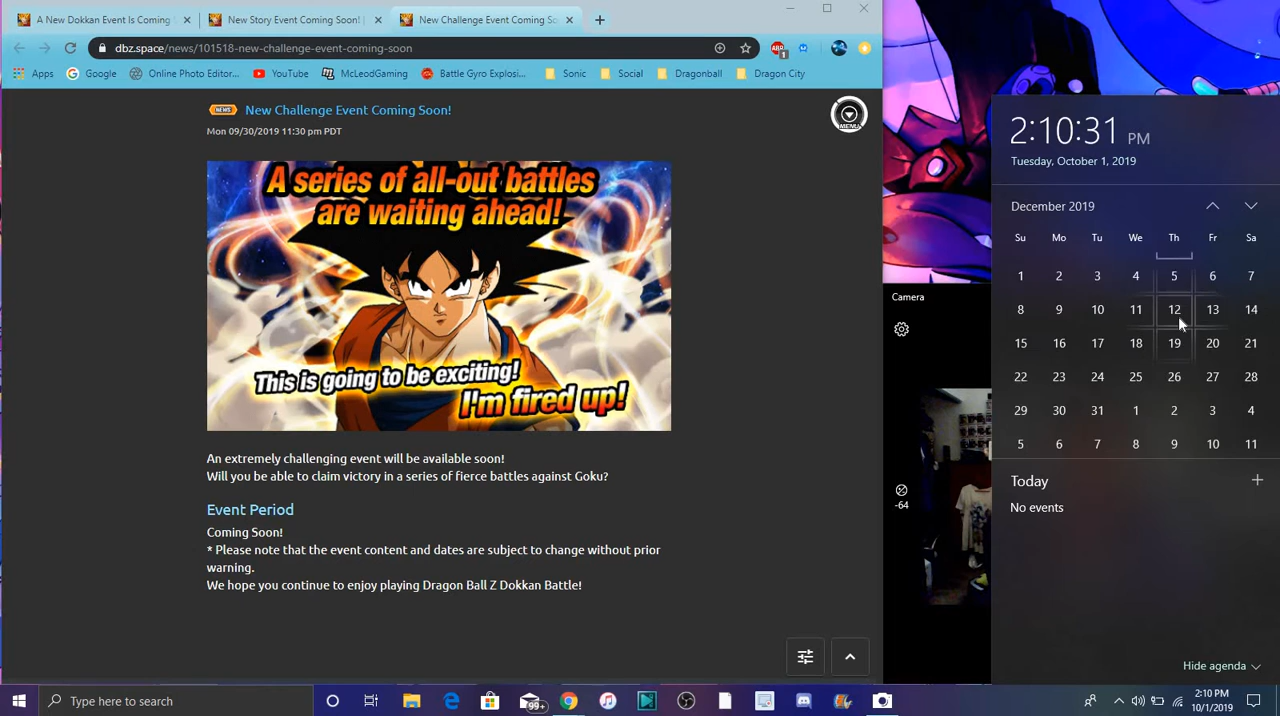 A New Dokkan Event Is Coming
New Story Event Coming Soon! |
New Challenge Event Coming So
dbz.space/news/101518-new-challenge-event-coming-soon
ABP
1
Apps
Google
Online Photo Editor...
YouTube
McLeodGaming
Battle Gyro Explosi...
Sonic
Social
Dragonball
Dragon City
NEWS
New Challenge Event Coming Soon!
Mon 09/30/2019 11:30 pm PDT
MENU
A series of all-out battles
are waiting ahead!
This is going to be exciting!
I'm fired up!
An extremely challenging event will be available soon!
Will you be able to claim victory in a series of fierce battles against Goku?
Event Period
Coming Soon!
* Please note that the event content and dates are subject to change without prior
warning.
We hope you continue to enjoy playing Dragon Ball Z Dokkan Battle!
Camera
-64
2:10:31 PM
Tuesday, October 1, 2019
December 2019
Su Mo Tu We Th Fr Sa
1 2 3 4 5 6 7
8 9 10 11 12 13 14
15 16 17 18 19 20 21
22 23 24 25 26 27 28
29 30 31 1 2 3 4
5 6 7 8 9 10 11
Today
No events
Hide agenda
Type here to search
99+
2:10 PM
10/1/2019